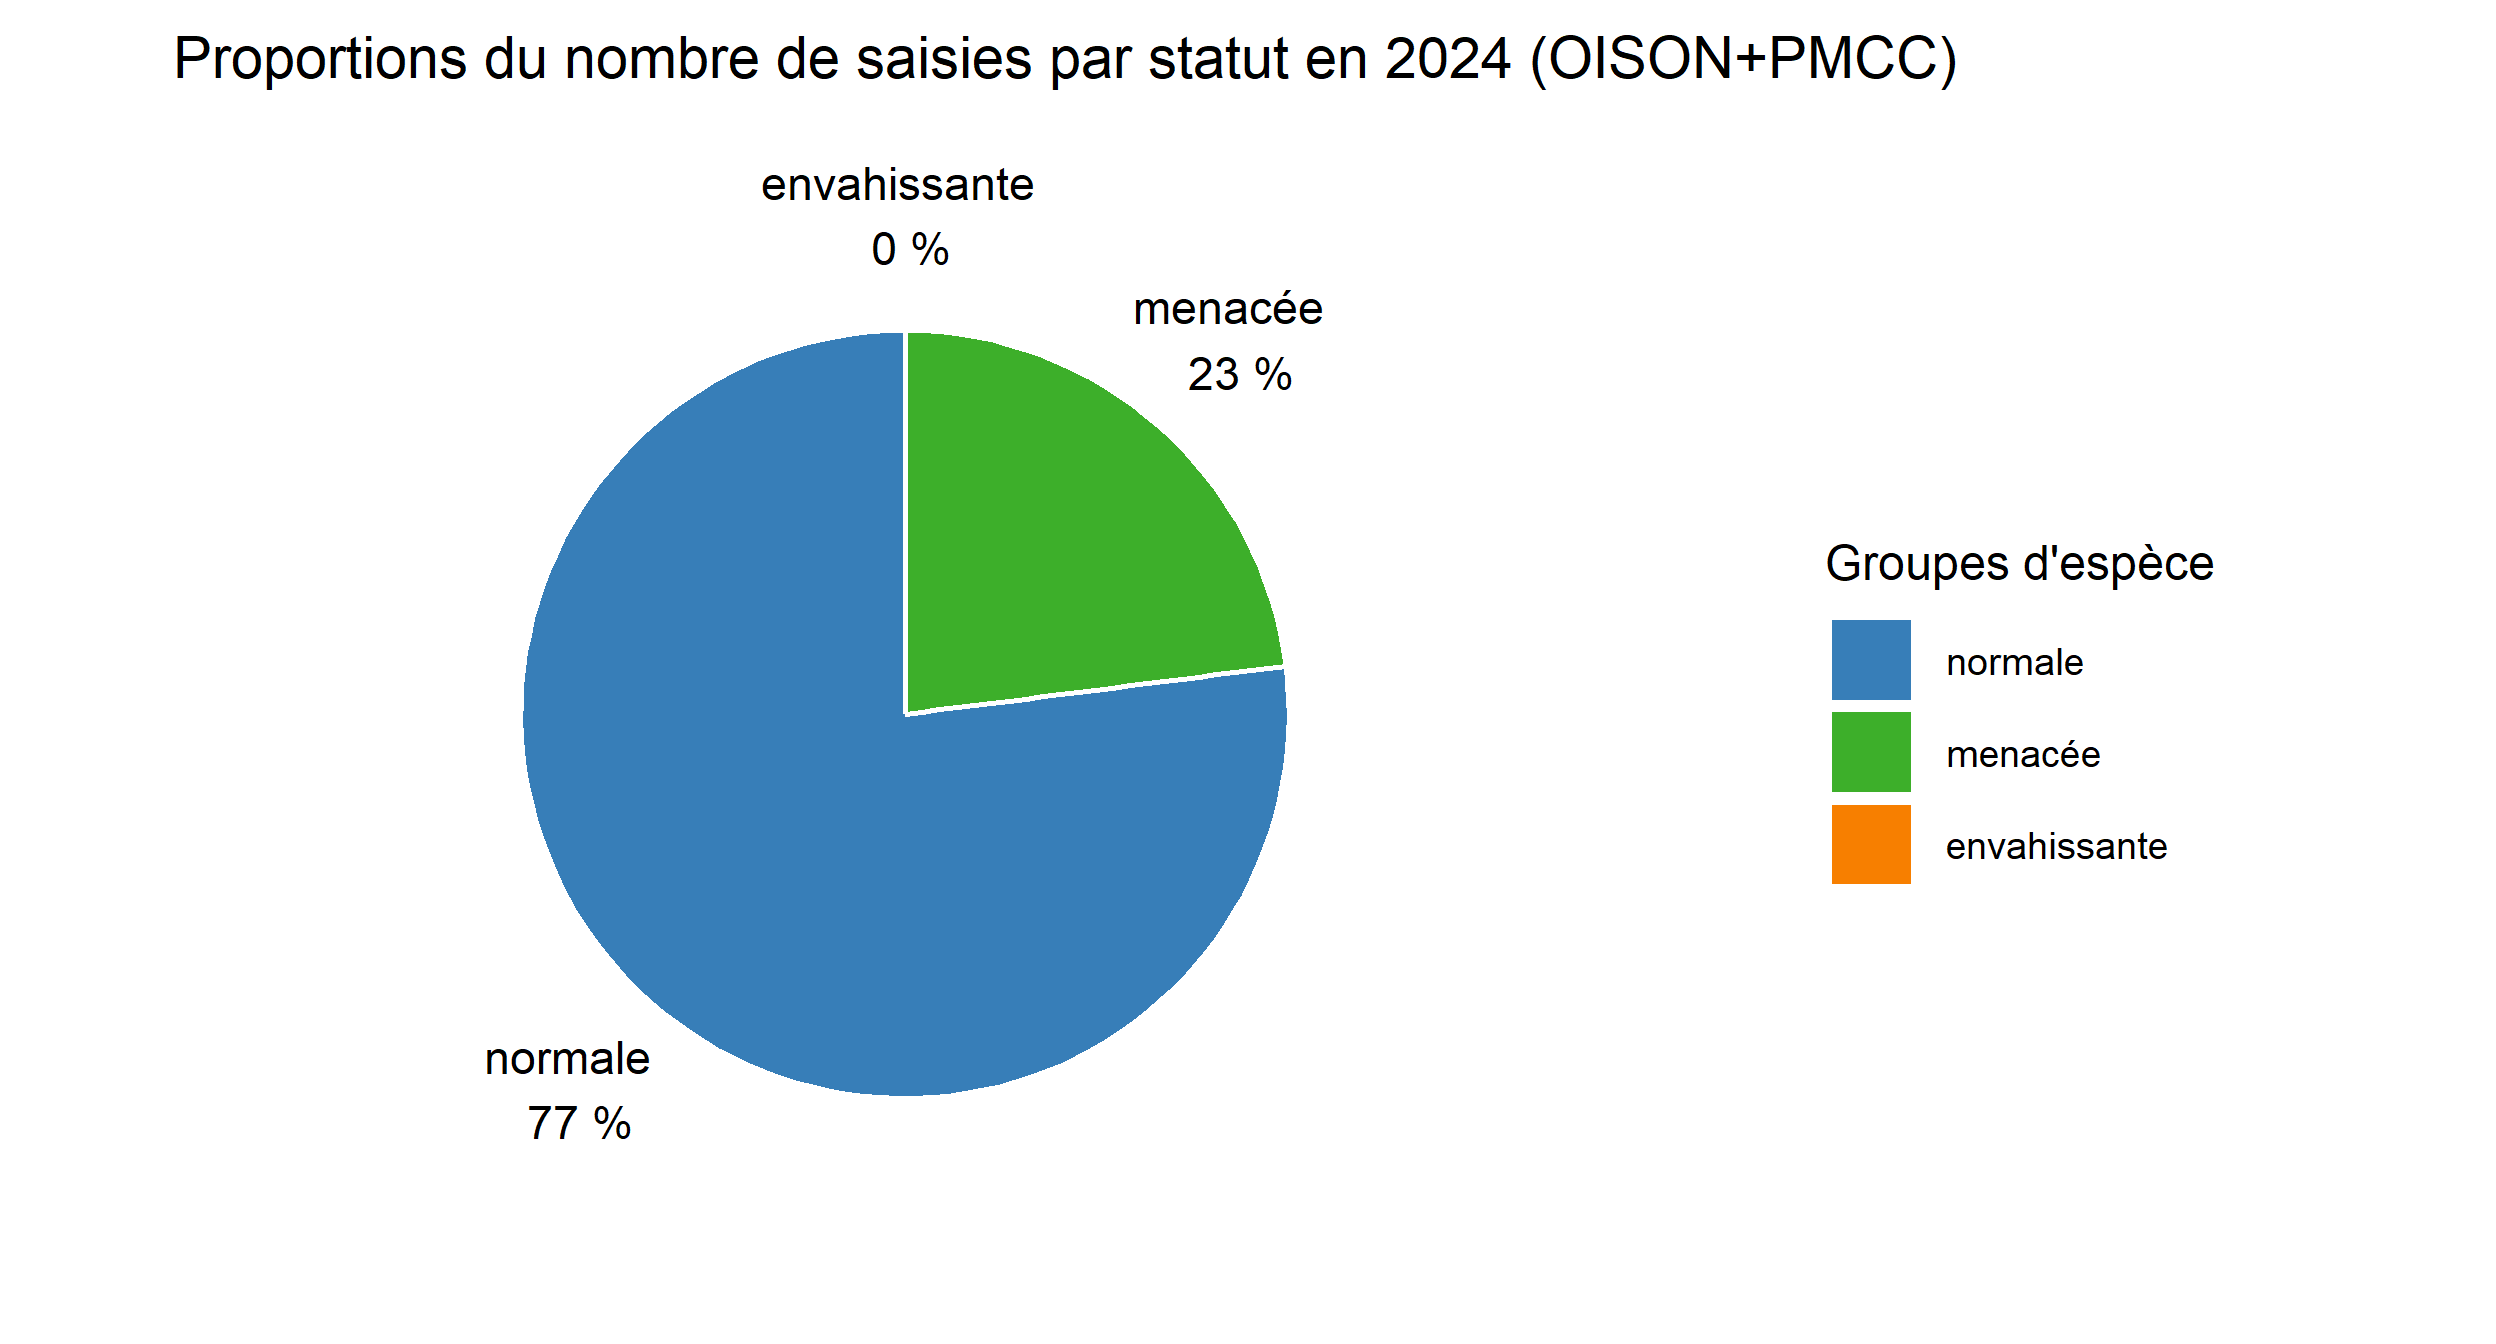 Proportions du nombre de saisies par statut en 2024 (OISON+PMCC)
envahissante
0 %
menacée
23 %
normale
77 %
Groupes d'espèce
normale
menacée
envahissante